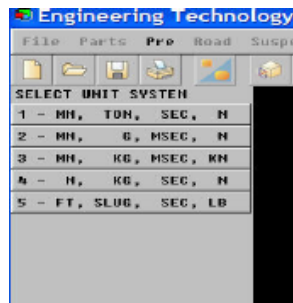 Engineering Technology
File Parts Pre Road Suspe
SELECT UNIT SYSTEM
1 - MM, TON, SEC, N
2 - MM, G, MSEC, N
3 - MM, KG, MSEC, KN
4 - M, KG, SEC, N
5 - FT, SLUG, SEC, LB